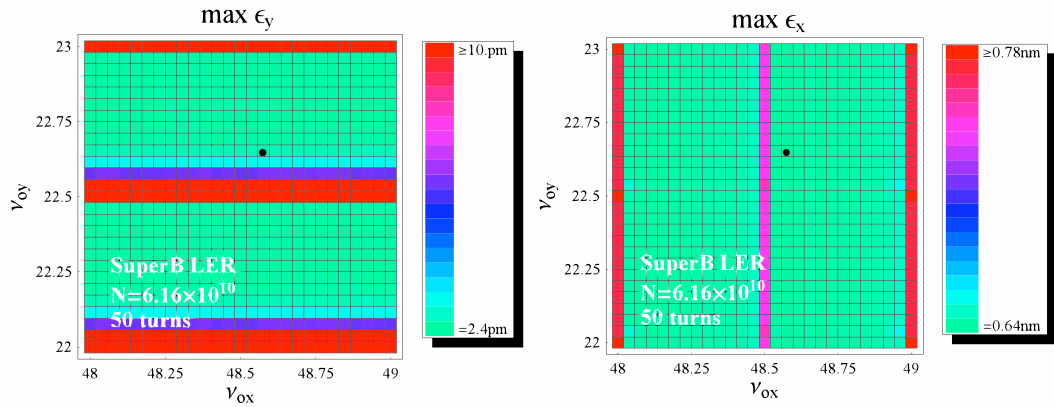 max ϵy
23
22.75
22.5
22.25
22
νoy
48
48.25
48.5
48.75
49
νox
SuperB LER
N=6.16×10^10
50 turns
≥10.pm
=2.4pm
max ϵx
23
22.75
22.5
22.25
22
νoy
48
48.25
48.5
48.75
49
νox
SuperB LER
N=6.16×10^10
50 turns
≥0.78nm
=0.64nm